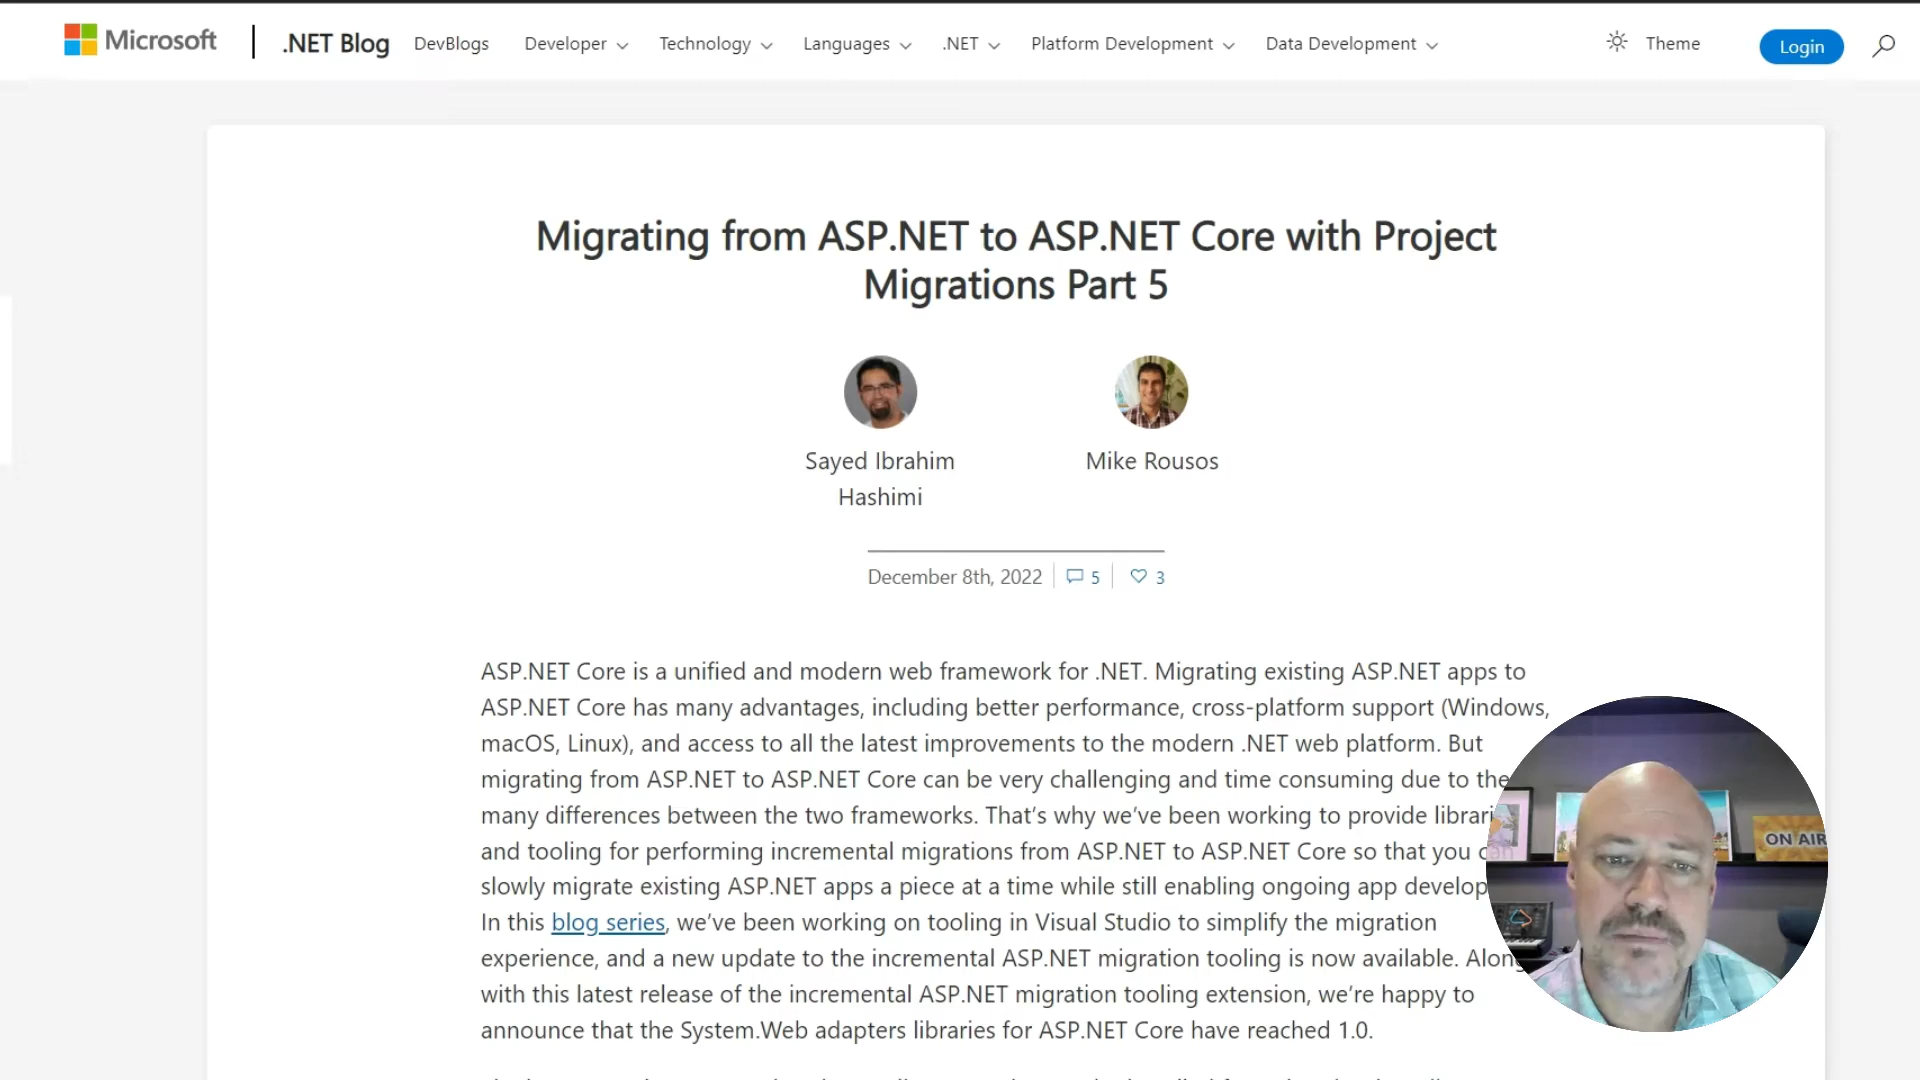 Microsoft
.NET Blog
DevBlogs
Developer
Technology
Languages
.NET
Platform Development
Data Development
Theme
Login
Migrating from ASP.NET to ASP.NET Core with Project
Migrations Part 5
Sayed Ibrahim
Hashimi
Mike Rousos
December 8th, 2022
5
3
ASP.NET Core is a unified and modern web framework for .NET. Migrating existing ASP.NET apps to
ASP.NET Core has many advantages, including better performance, cross-platform support (Windows,
macOS, Linux), and access to all the latest improvements to the modern .NET web platform. But
migrating from ASP.NET to ASP.NET Core can be very challenging and time consuming due to the
many differences between the two frameworks. That's why we've been working to provide librari
and tooling for performing incremental migrations from ASP.NET to ASP.NET Core so that you can
slowly migrate existing ASP.NET apps a piece at a time while still enabling ongoing app develop
In this blog series, we've been working on tooling in Visual Studio to simplify the migration
experience, and a new update to the incremental ASP.NET migration tooling is now available. Along
with this latest release of the incremental ASP.NET migration tooling extension, we're happy to
announce that the System.Web adapters libraries for ASP.NET Core have reached 1.0.
ON AIR